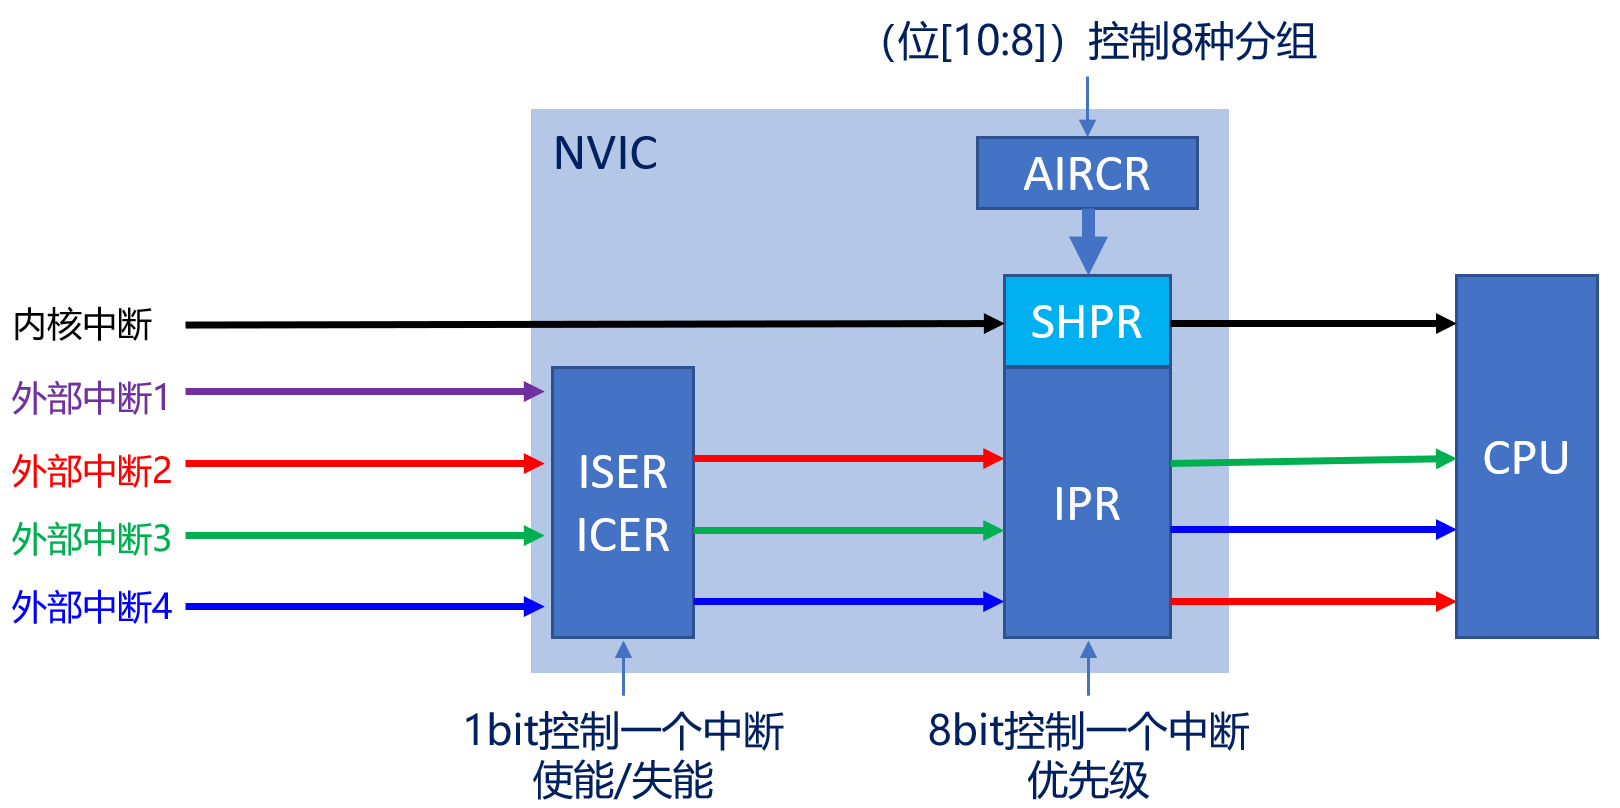 （位[10:8]）控制8种分组
NVIC
AIRCR
内核中断
SHPR
外部中断1
外部中断2
ISER
CPU
外部中断3
ICER
IPR
外部中断4
1bit控制一个中断
使能/失能
8bit控制一个中断
优先级